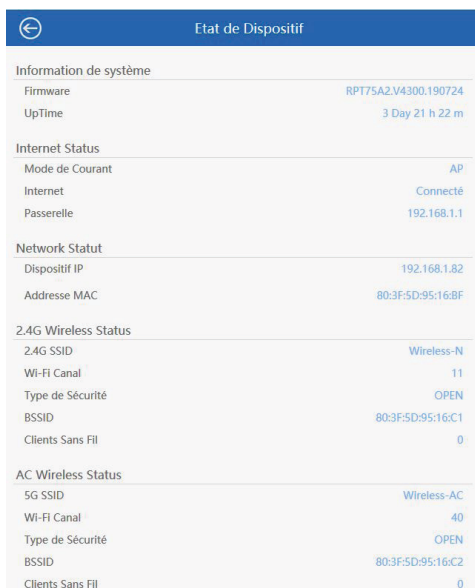 Etat de Dispositif
Information de système
Firmware RPT75A2.V4300.190724
UpTime 3 Day 21 h 22 m
Internet Status
Mode de Courant AP
Internet Connecté
Passerelle 192.168.1.1
Network Statut
Dispositif IP 192.168.1.82
Addresse MAC 80:3F:5D:95:16:BF
2.4G Wireless Status
2.4G SSID Wireless-N
Wi-Fi Canal 11
Type de Sécurité OPEN
BSSID 80:3F:5D:95:16:C1
Clients Sans Fil 0
AC Wireless Status
5G SSID Wireless-AC
Wi-Fi Canal 40
Type de Sécurité OPEN
BSSID 80:3F:5D:95:16:C2
Clients Sans Fil 0